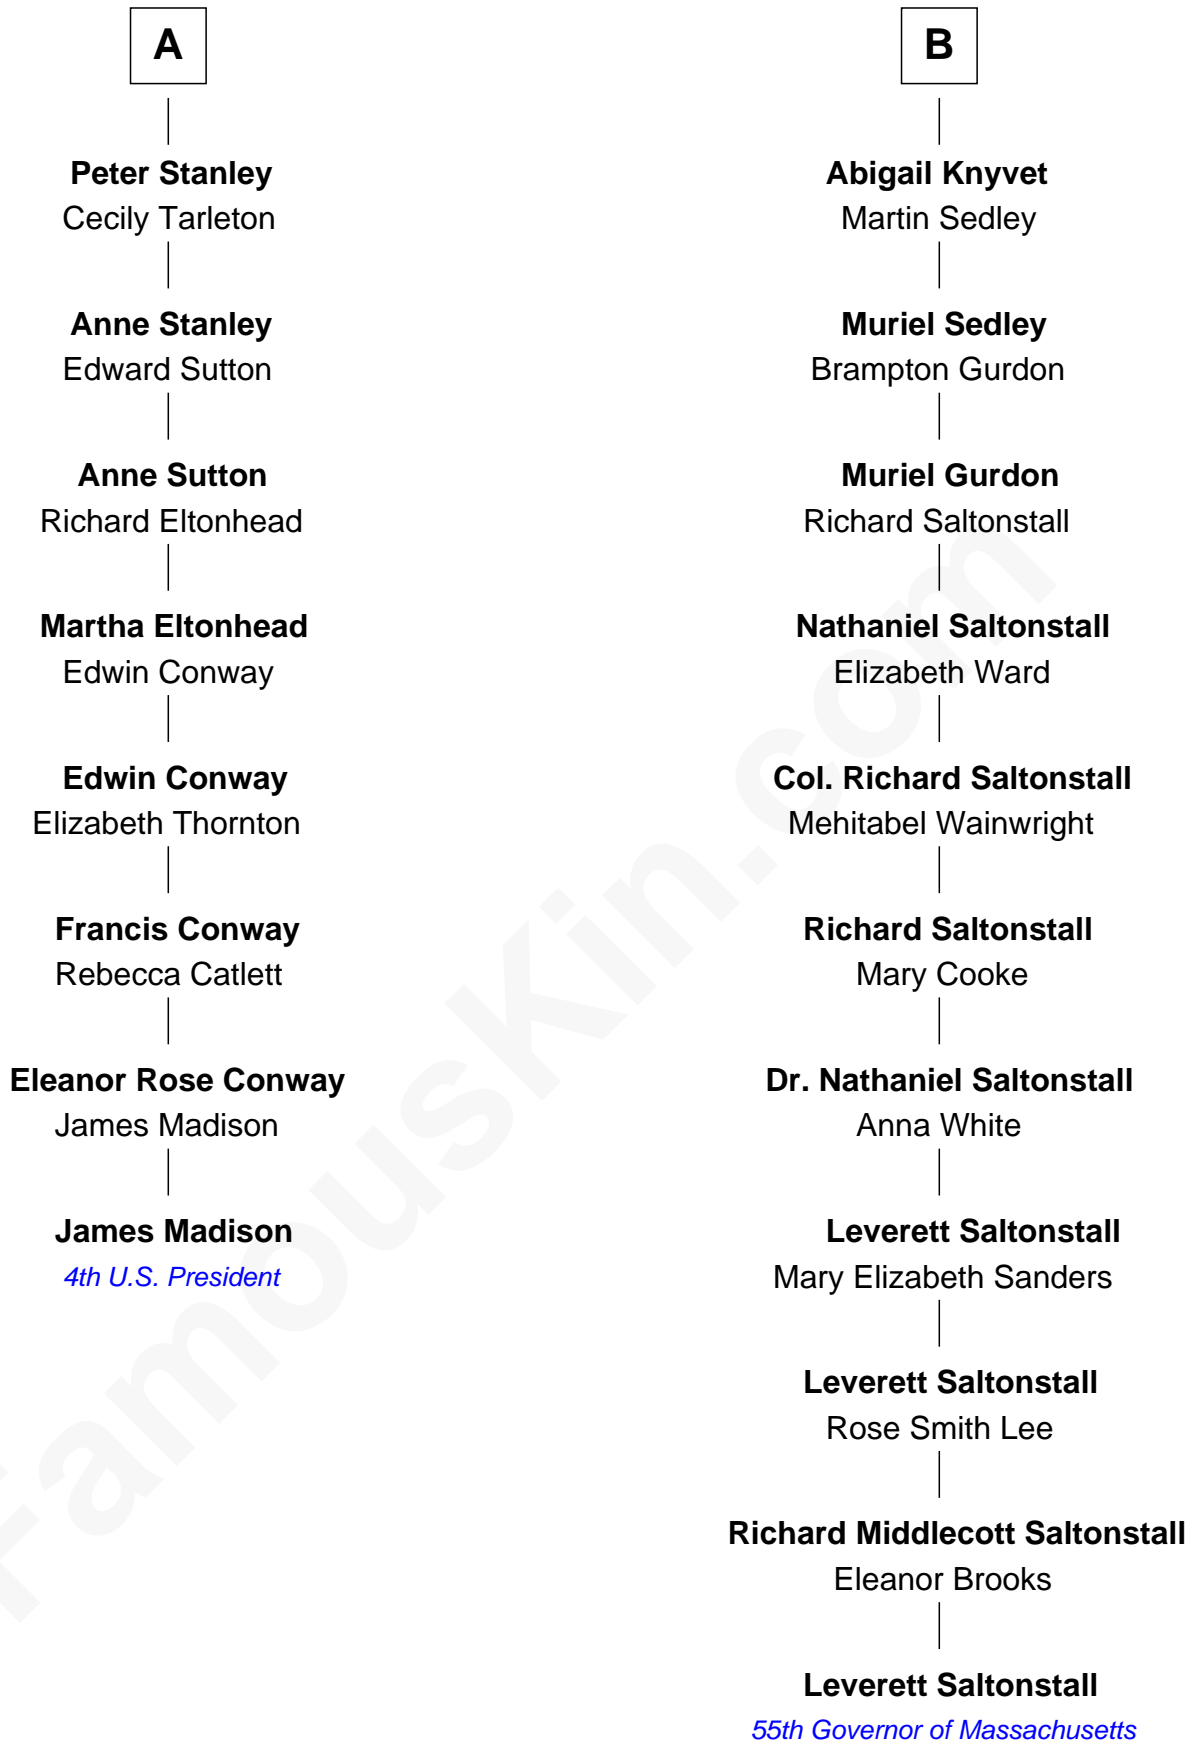 A
Peter Stanley
Cecily Tarleton
Anne Stanley
Edward Sutton
Anne Sutton
Richard Eltonhead
Martha Eltonhead
Edwin Conway
Edwin Conway
Elizabeth Thornton
Francis Conway
Rebecca Catlett
Eleanor Rose Conway
James Madison
James Madison
4th U.S. President
B
Abigail Knyvet
Martin Sedley
Muriel Sedley
Brampton Gurdon
Muriel Gurdon
Richard Saltonstall
Nathaniel Saltonstall
Elizabeth Ward
Col. Richard Saltonstall
Mehitabel Wainwright
Richard Saltonstall
Mary Cooke
Dr. Nathaniel Saltonstall
Anna White
Leverett Saltonstall
Mary Elizabeth Sanders
Leverett Saltonstall
Rose Smith Lee
Richard Middlecott Saltonstall
Eleanor Brooks
Leverett Saltonstall
55th Governor of Massachusetts
FamousKin.com